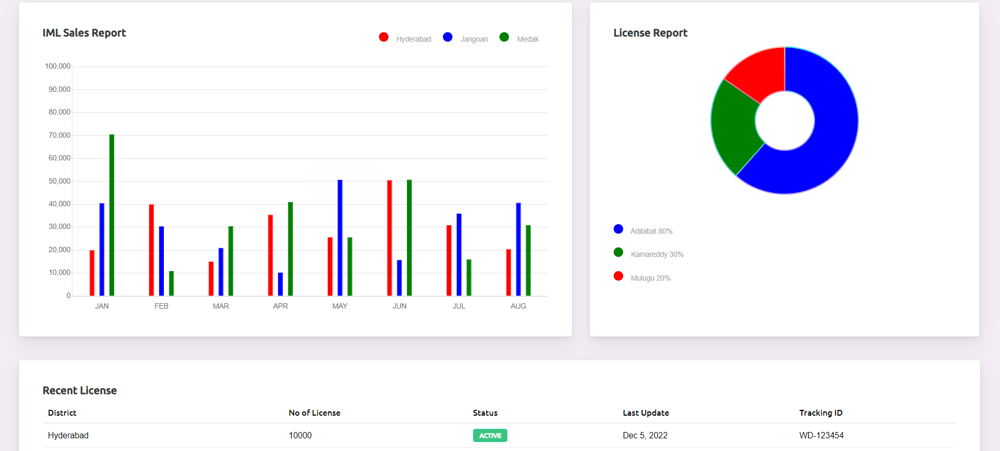 IML Sales Report
Hyderabad Jangoan Medak
100,000
90,000
80,000
70,000
60,000
50,000
40,000
30,000
20,000
10,000
0
JAN FEB MAR APR MAY JUN JUL AUG
License Report
Adilabat 80%
Kamareddy 30%
Mulugu 20%
Recent License
District No of License Status Last Update Tracking ID
Hyderabad 10000 ACTIVE Dec 5, 2022 WD-123454